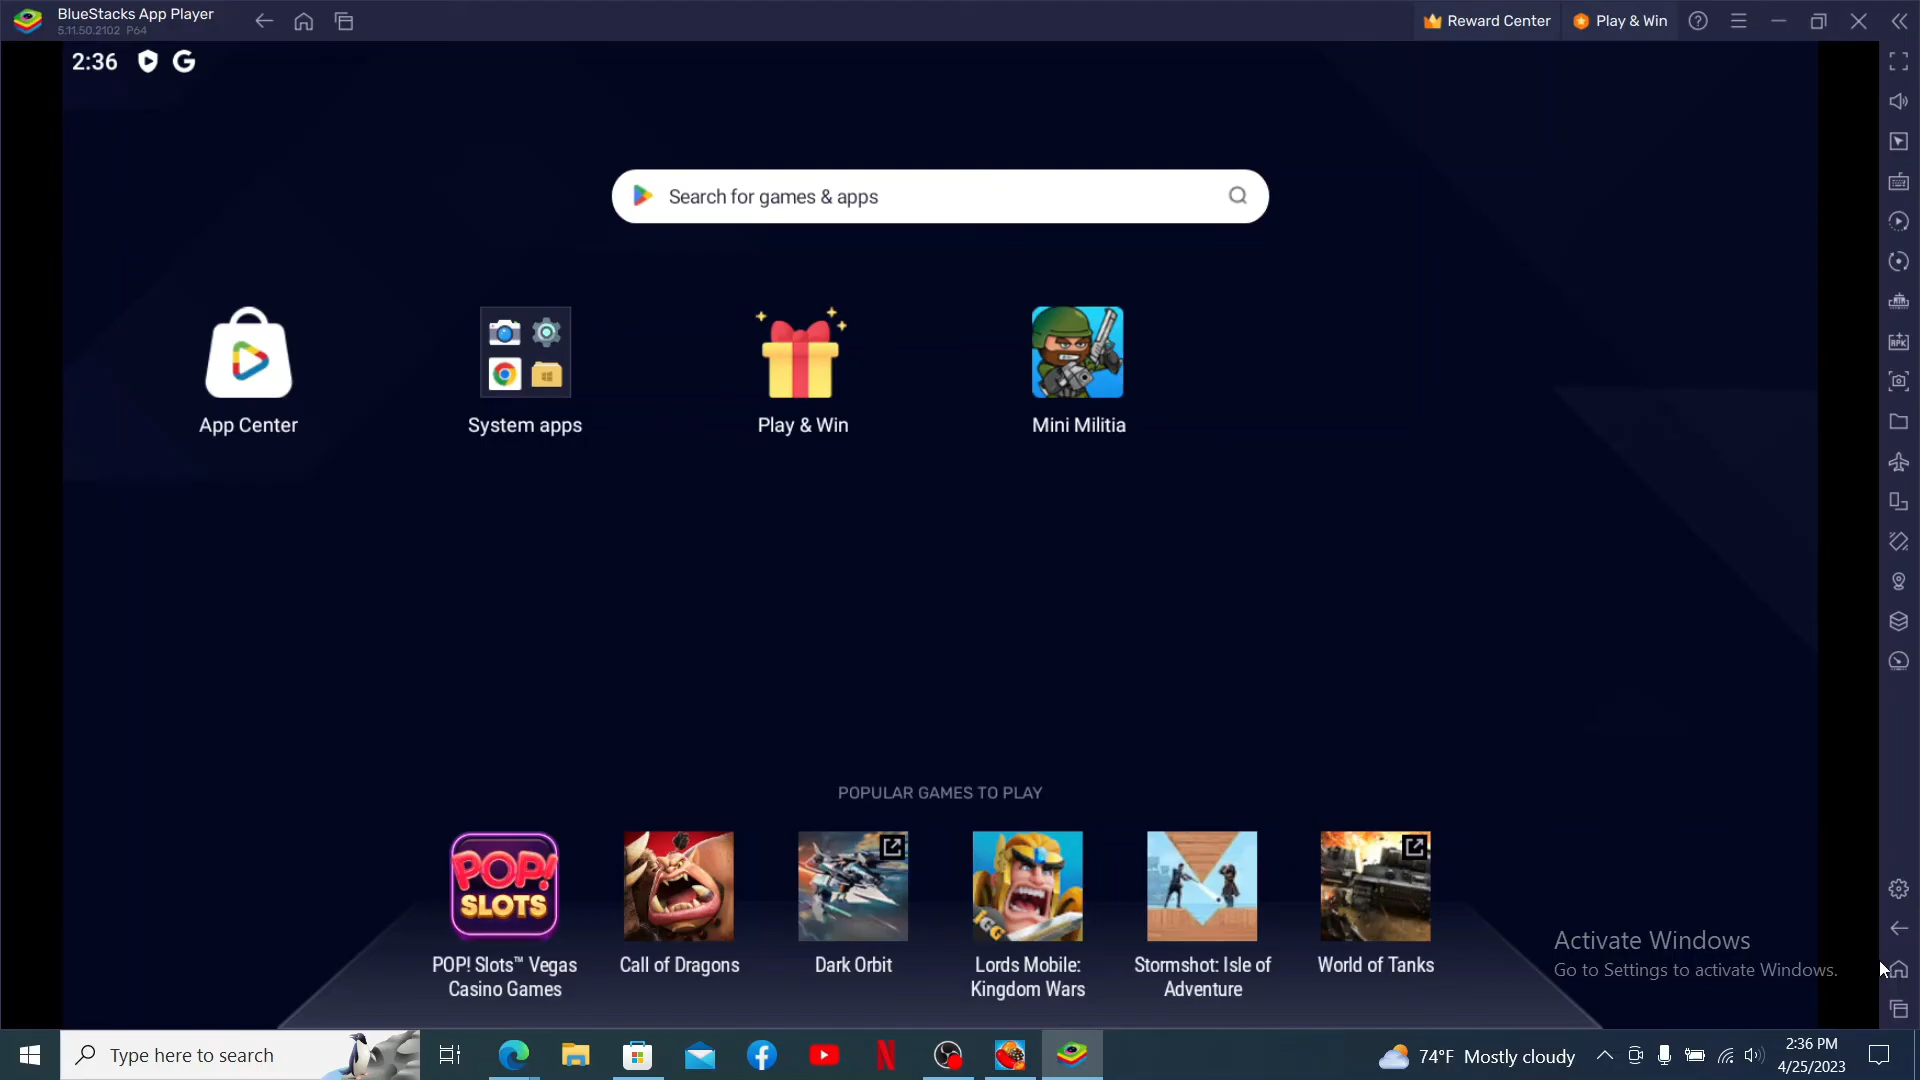 BlueStacks App Player
5.11.50.2102 P64
Reward Center
Play & Win
2:36
Search for games & apps
App Center
System apps
Play & Win
Mini Militia
POPULAR GAMES TO PLAY
POP!
SLOTS
IGG
POP! Slots™ Vegas
Casino Games
Call of Dragons
Dark Orbit
Lords Mobile:
Kingdom Wars
Stormshot: Isle of
Adventure
World of Tanks
Activate Windows
Go to Settings to activate Windows.
Type here to search
74°F Mostly cloudy
2:36 PM
4/25/2023